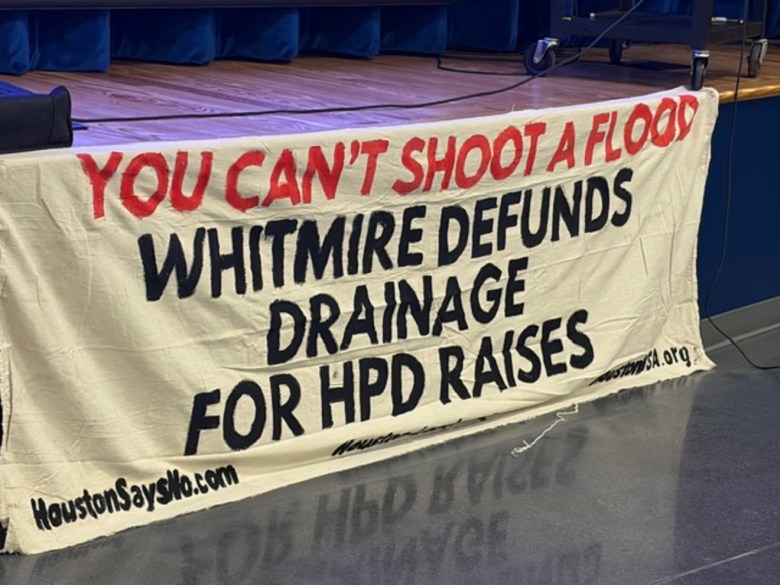 YOU CAN'T SHOOT A FLOOD
WHITMIRE DEFUNDS
DRAINAGE
FOR HPD RAISES
HoustonSaysNo.com